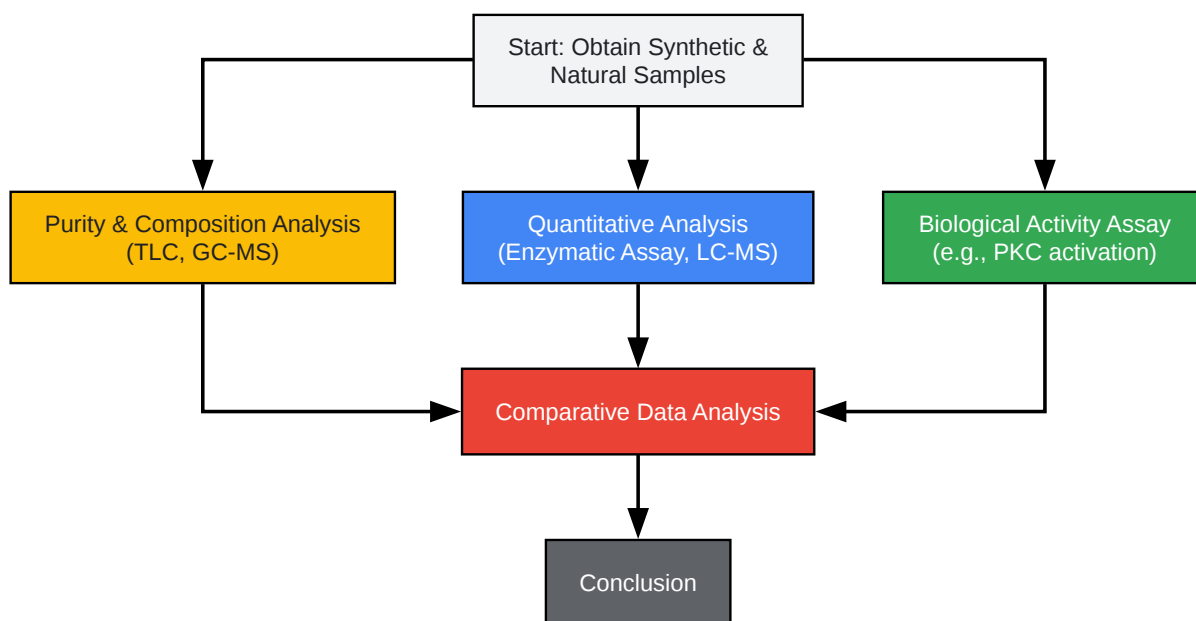 Start: Obtain Synthetic &
Natural Samples
Purity & Composition Analysis
(TLC, GC-MS)
Quantitative Analysis
(Enzymatic Assay, LC-MS)
Biological Activity Assay
(e.g., PKC activation)
Comparative Data Analysis
Conclusion